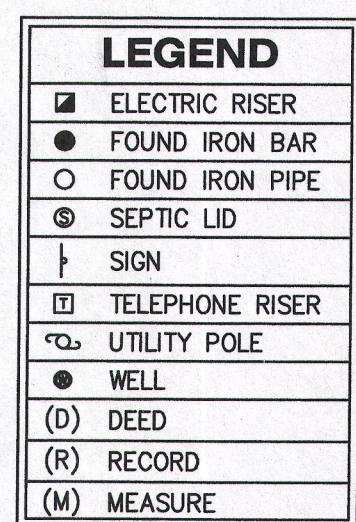 LEGEND
ELECTRIC RISER
FOUND IRON BAR
FOUND IRON PIPE
S SEPTIC LID
SIGN
T TELEPHONE RISER
UTILITY POLE
W WELL
(D) DEED
(R) RECORD
(M) MEASURE